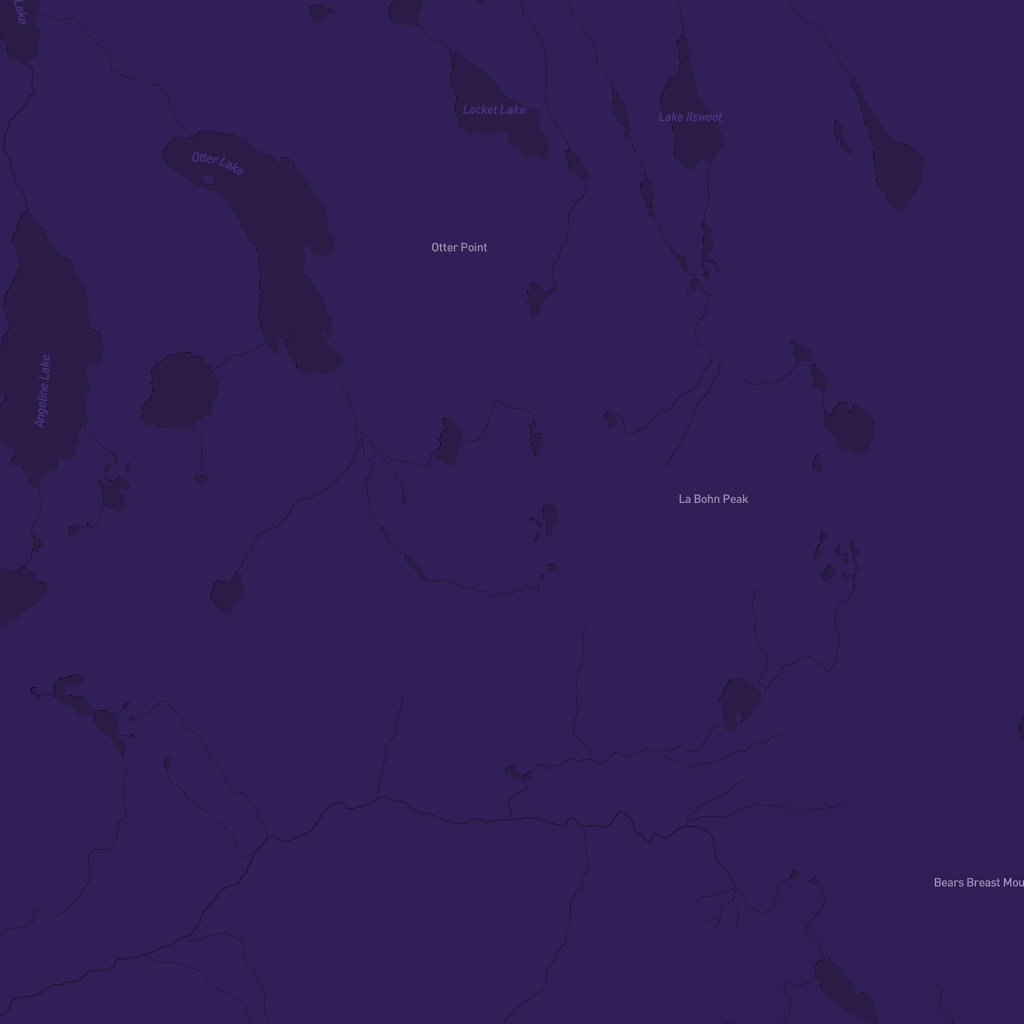 Lake
Locket Lake
Lake Ilswoot
Otter Lake
Otter Point
Angeline Lake
La Bohn Peak
Bears Breast Mou